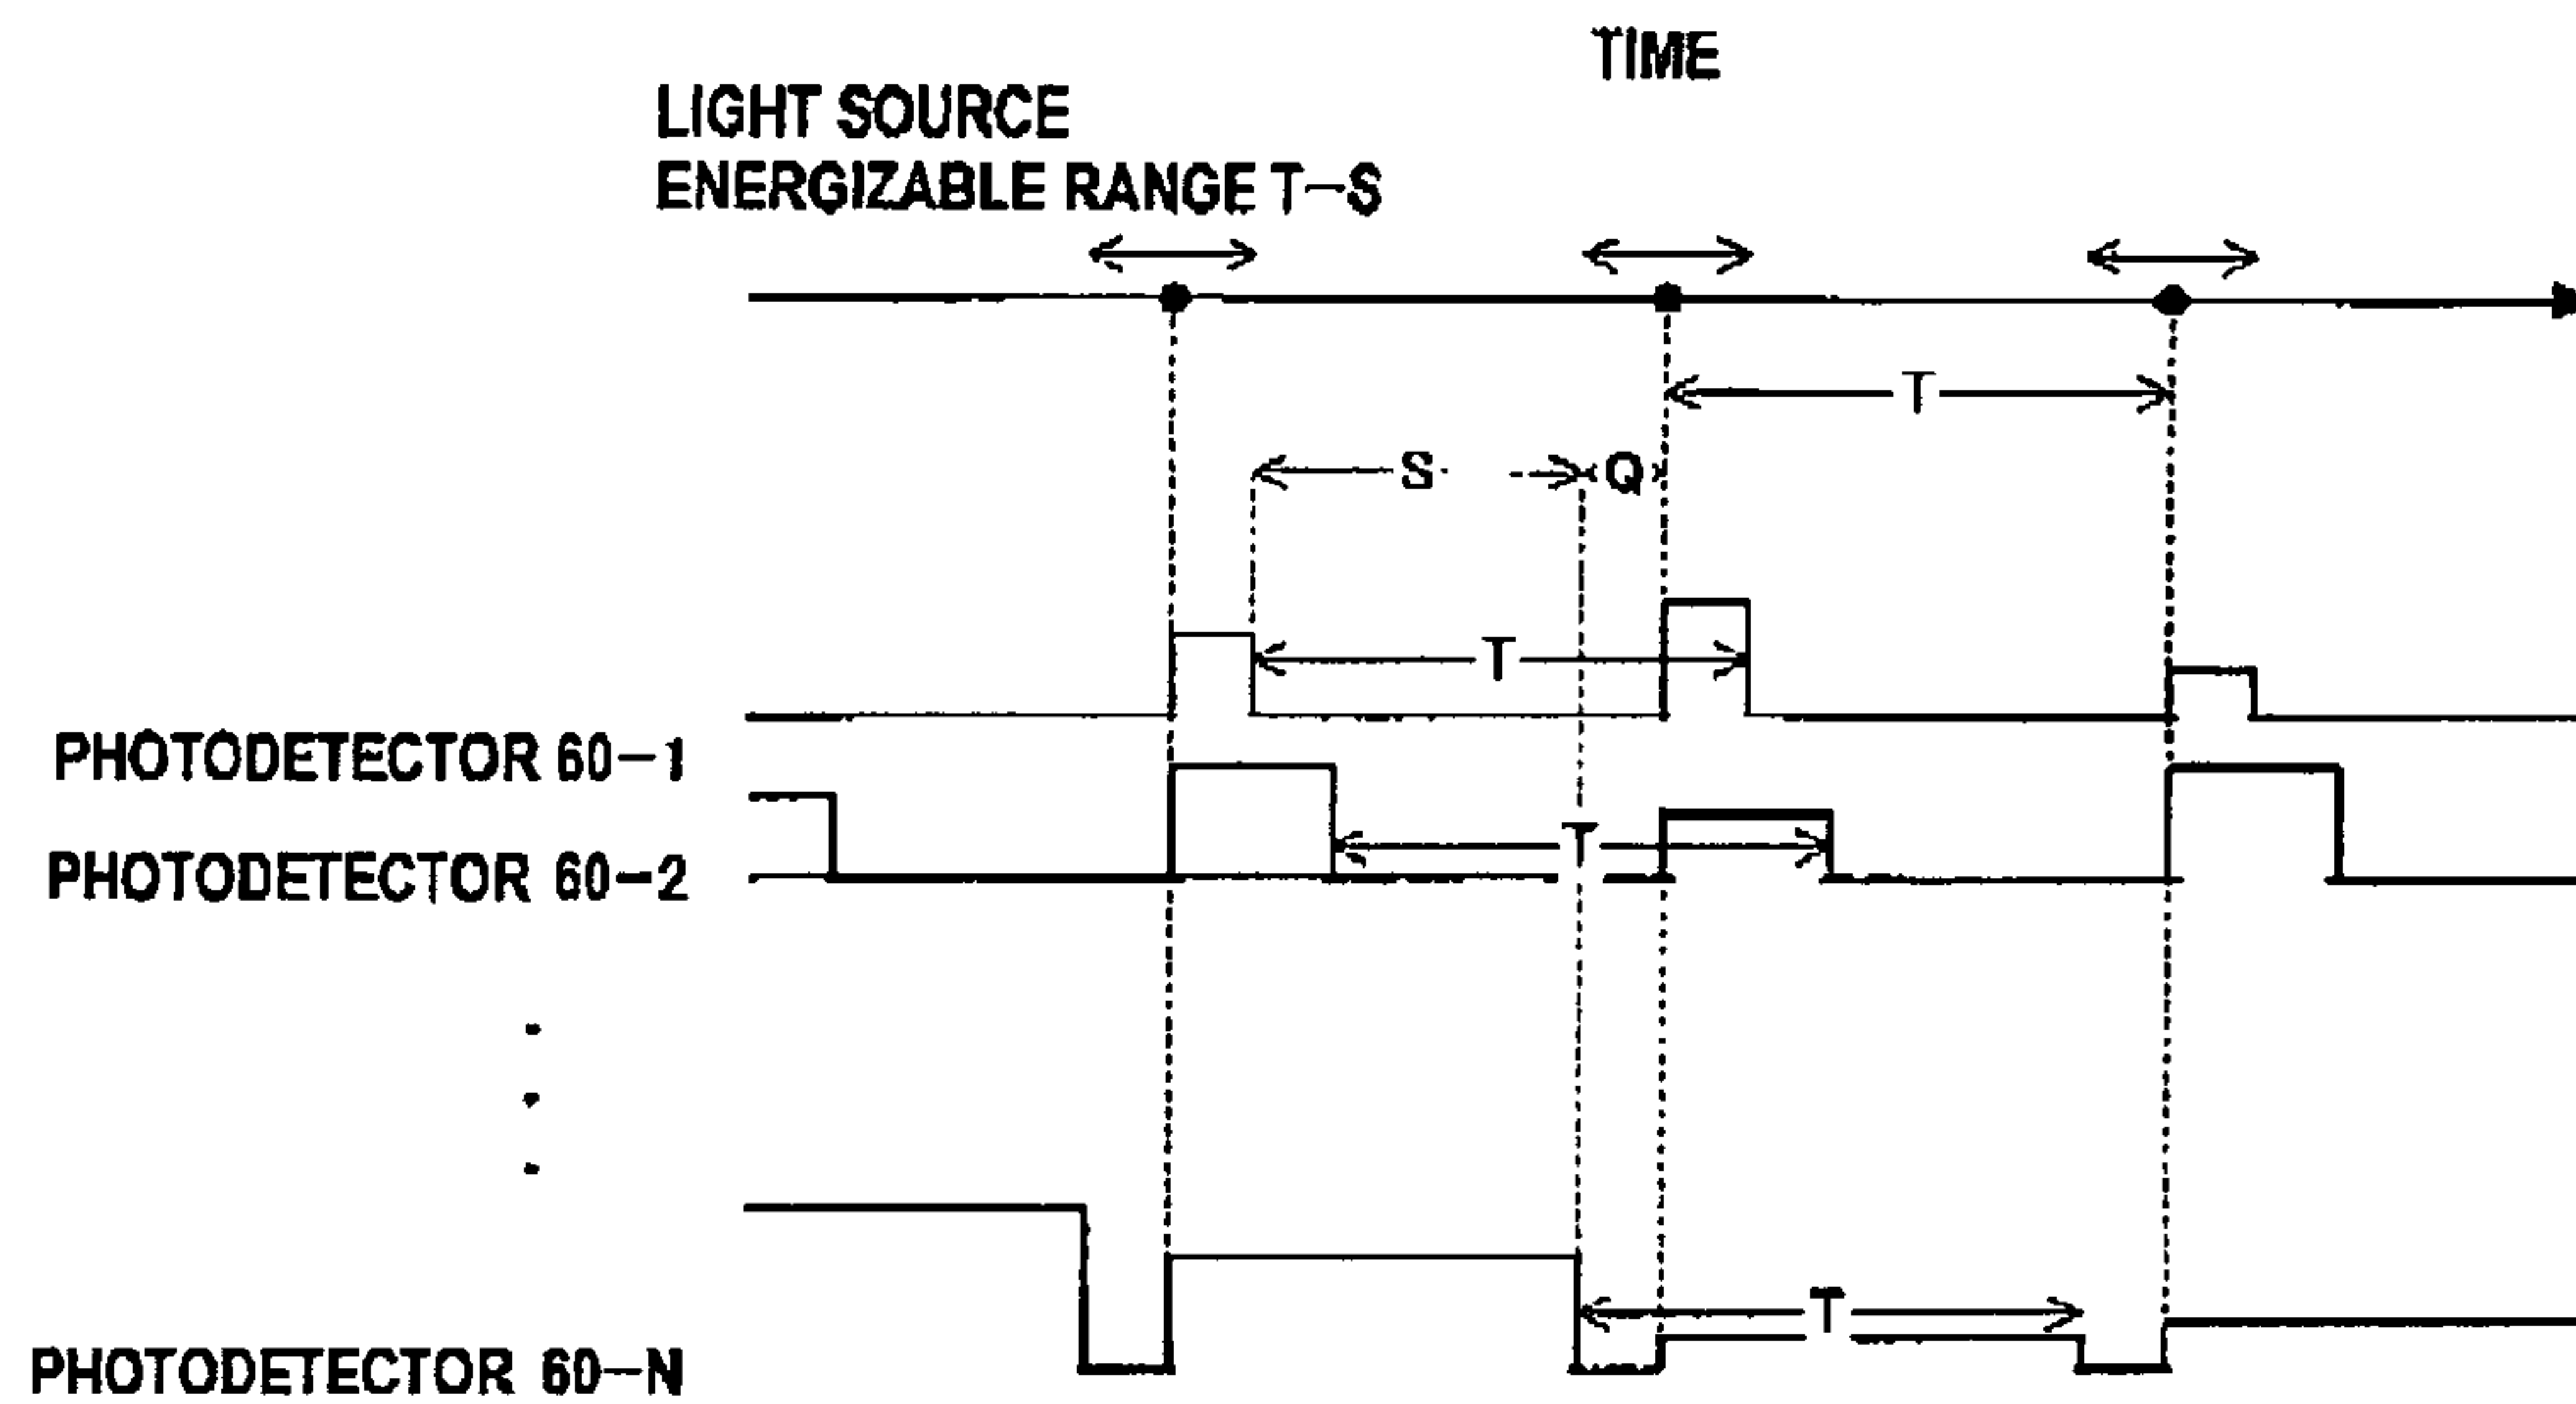 TIME
LIGHT SOURCE
ENERGIZABLE RANGE T-S
T
S
Q
T
PHOTODETECTOR 60-1
T
PHOTODETECTOR 60-2
T
PHOTODETECTOR 60-N